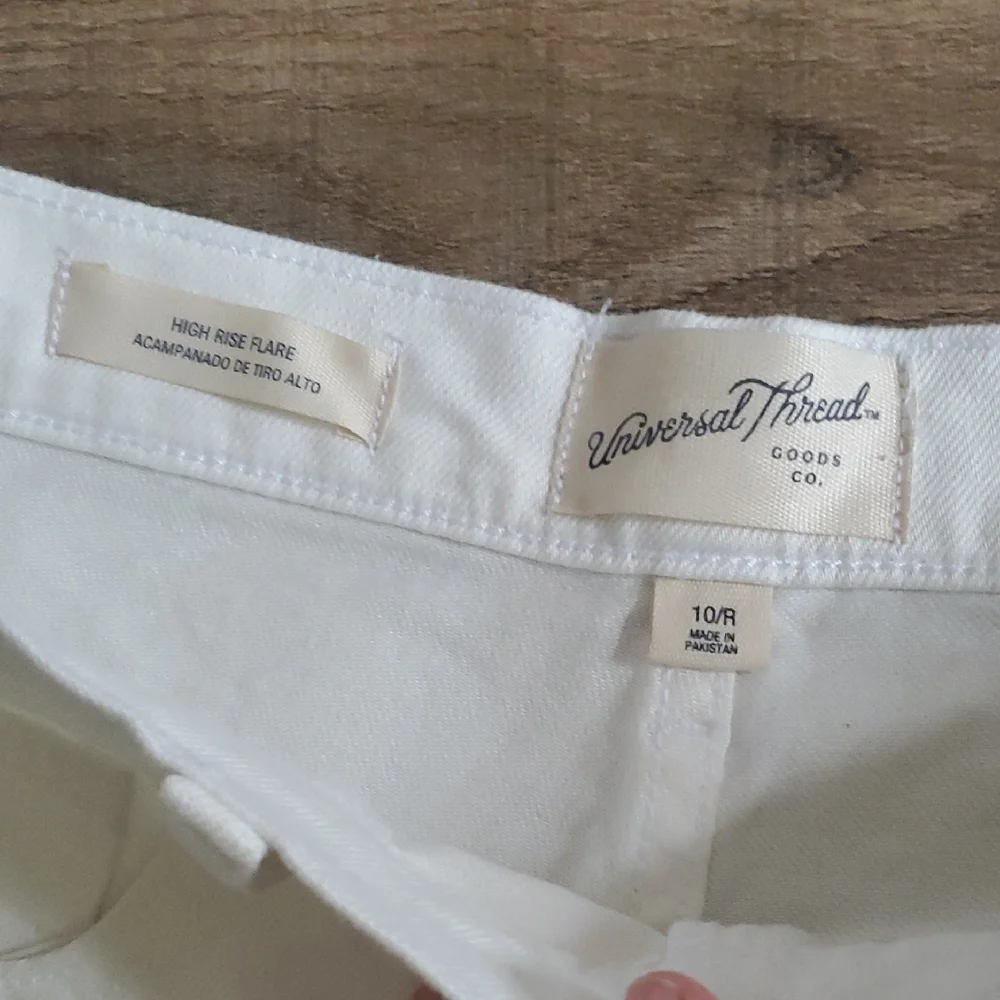 HIGH RISE FLARE
ACAMPANADO DE TIRO ALTO
Universal Thread™
GOODS
CO.
10/R
MADE IN
PAKISTAN